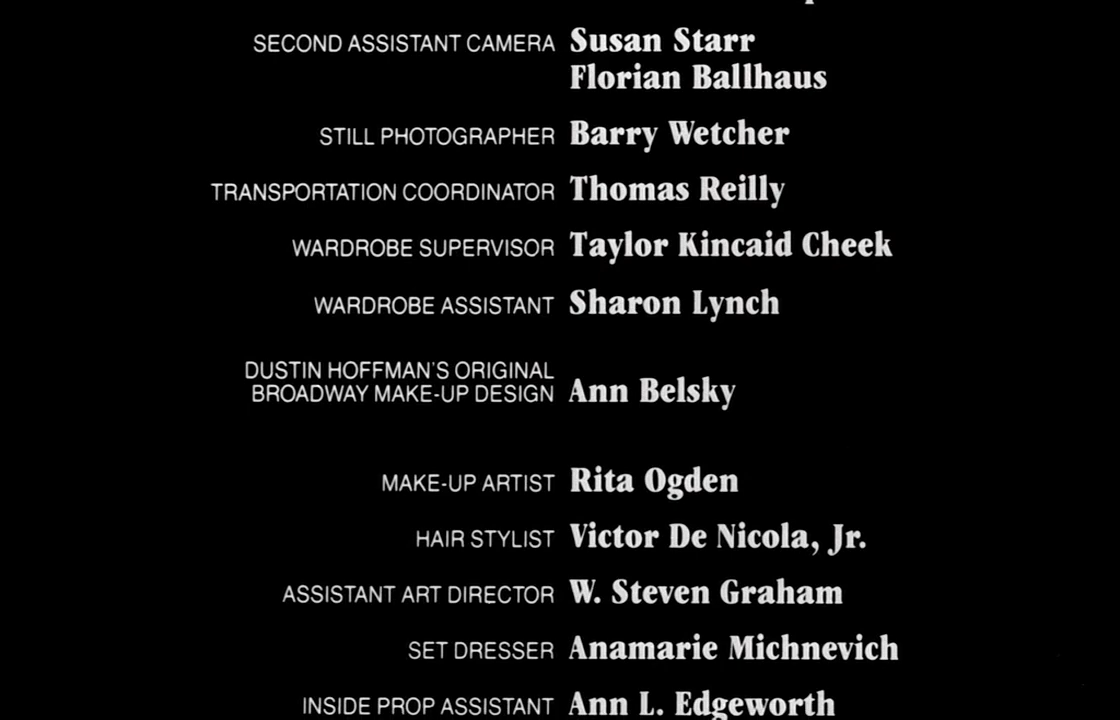 SECOND ASSISTANT CAMERA Susan Starr
Florian Ballhaus
STILL PHOTOGRAPHER Barry Wetcher
TRANSPORTATION COORDINATOR Thomas Reilly
WARDROBE SUPERVISOR Taylor Kincaid Cheek
WARDROBE ASSISTANT Sharon Lynch
DUSTIN HOFFMAN'S ORIGINAL
BROADWAY MAKE-UP DESIGN Ann Belsky
MAKE-UP ARTIST Rita Ogden
HAIR STYLIST Victor De Nicola, Jr.
ASSISTANT ART DIRECTOR W. Steven Graham
SET DRESSER Anamarie Michnevich
INSIDE PROP ASSISTANT Ann L. Edgeworth